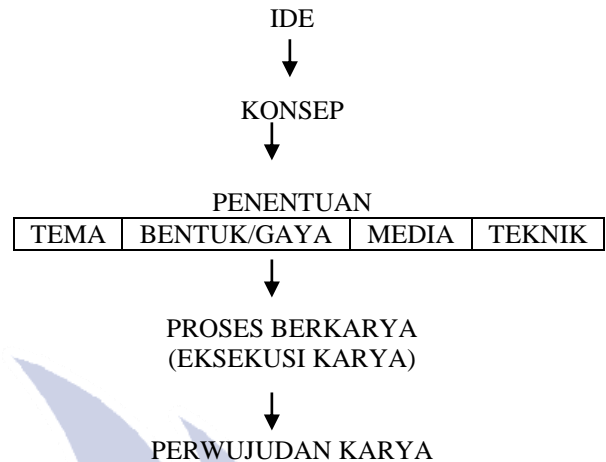 IDE
KONSEP
PENENTUAN
TEMA BENTUK/GAYA MEDIA TEKNIK
PROSES BERKARYA
(EKSEKUSI KARYA)
PERWUJUDAN KARYA